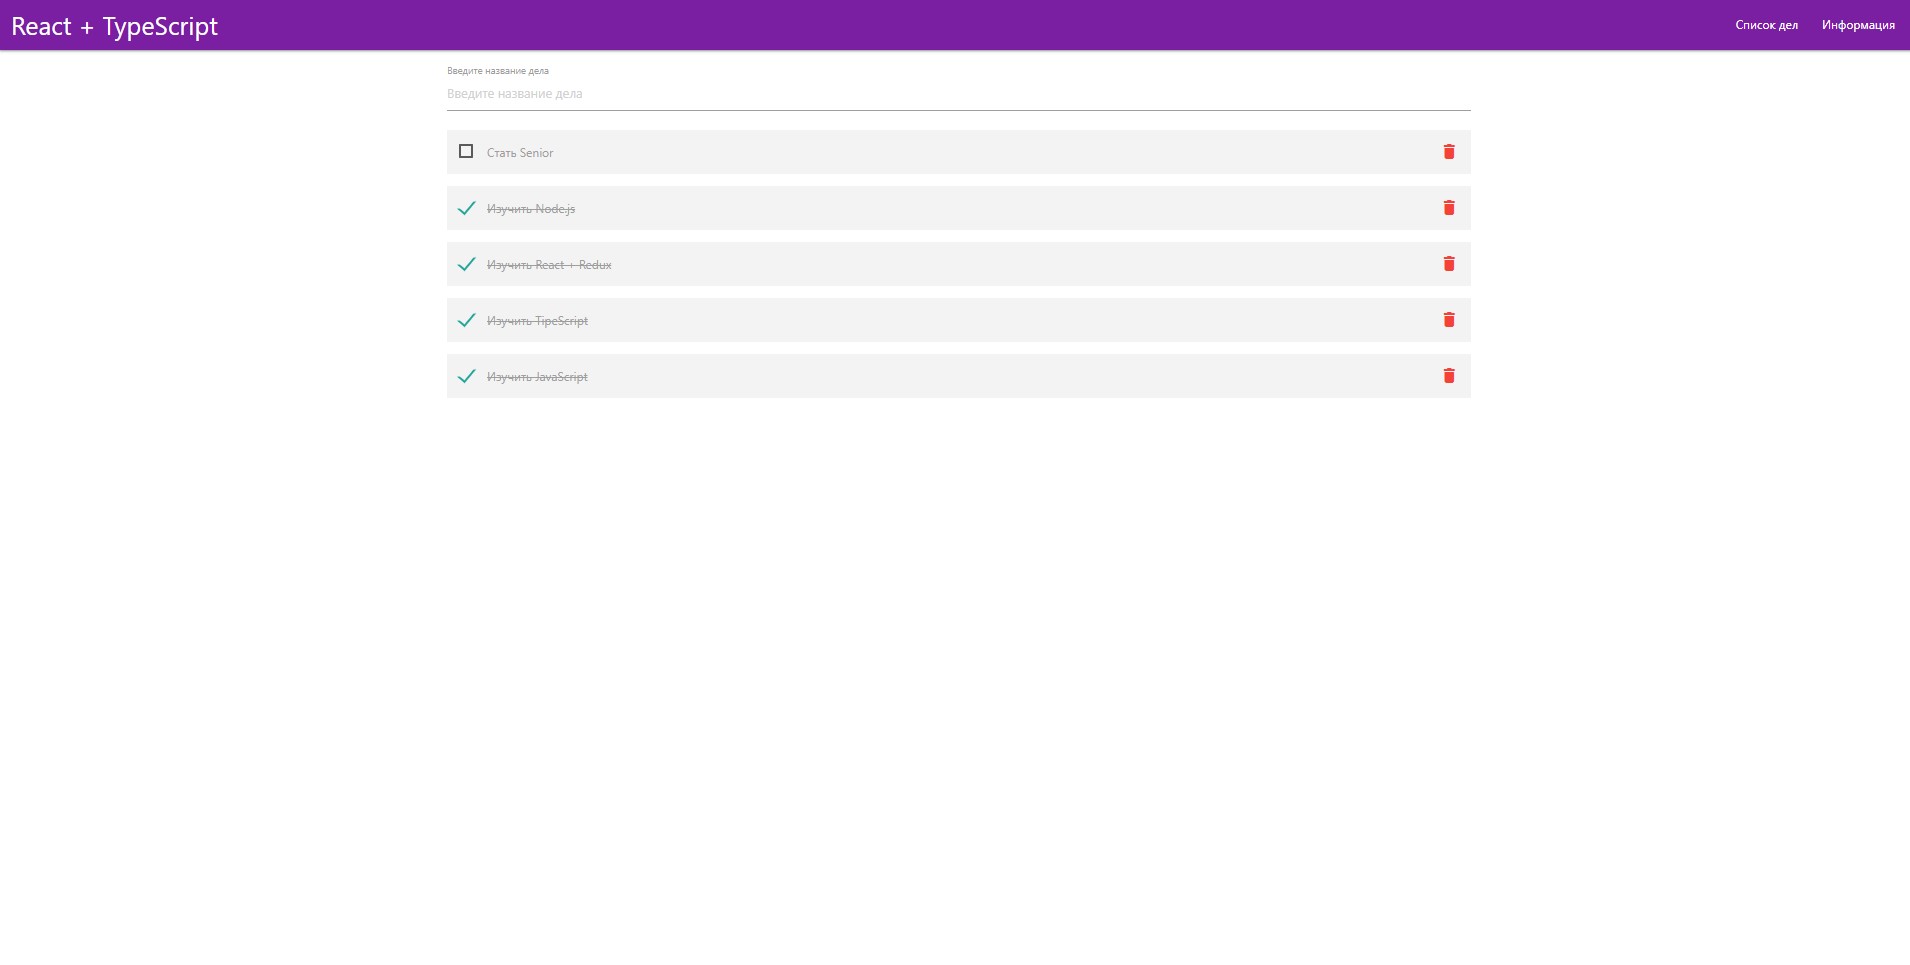 React + TypeScript
Список дел
Информация
Введите название дела
Введите название дела
Стать Senior
Изучить Node.js
Изучить React + Redux
Изучить TipeScript
Изучить JavaScript